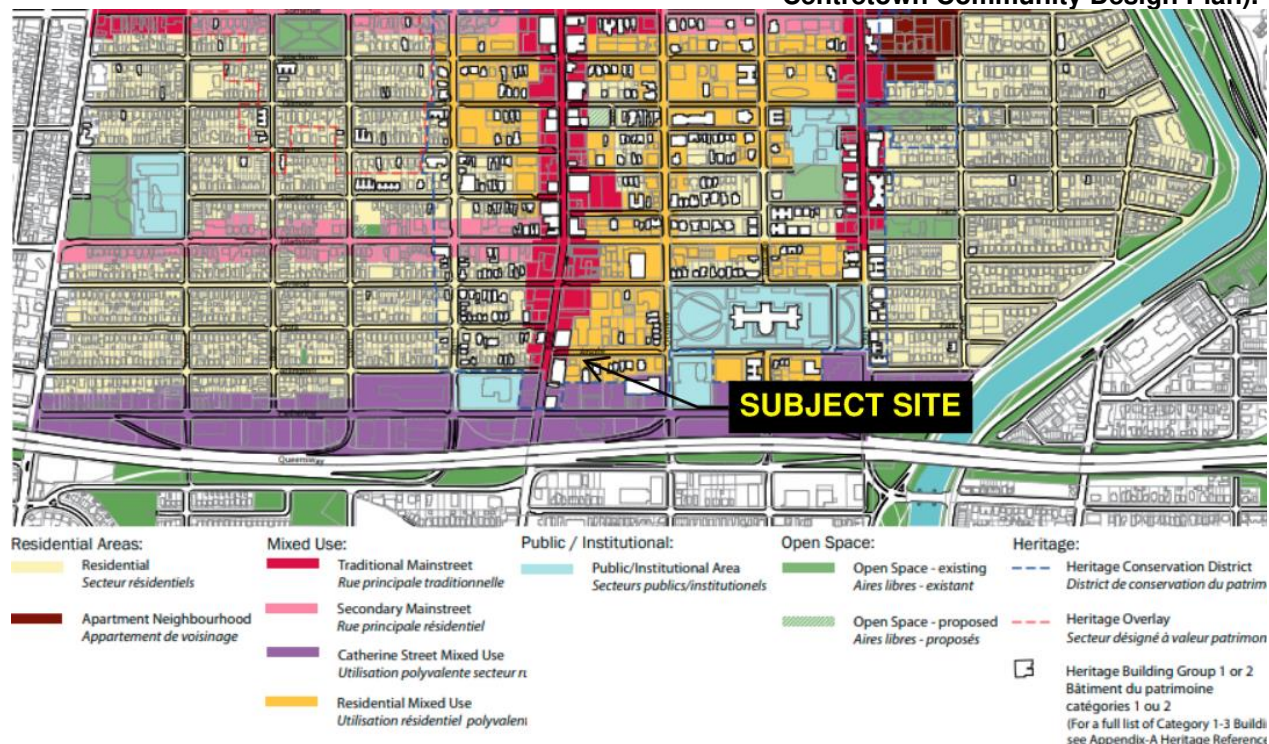 Centretown Community Design Plan).
SUBJECT SITE
Queensway
Residential Areas:
Residential
Secteur résidentiels
Apartment Neighbourhood
Appartement de voisinage
Mixed Use:
Traditional Mainstreet
Rue principale traditionnelle
Secondary Mainstreet
Rue principale résidentiel
Catherine Street Mixed Use
Utilisation polyvalente secteur ru
Residential Mixed Use
Utilisation résidentiel polyvalent
Public / Institutional:
Public/Institutional Area
Secteurs publics/institutionels
Open Space:
Open Space - existing
Aires libres - existant
Open Space - proposed
Aires libres - proposés
Heritage:
Heritage Conservation District
District de conservation du patrim
Heritage Overlay
Secteur désigné à valeur patrimon
Heritage Building Group 1 or 2
Bâtiment du patrimoine
catégories 1 ou 2
(For a full list of Category 1-3 Buildin
see Appendix-A Heritage Reference